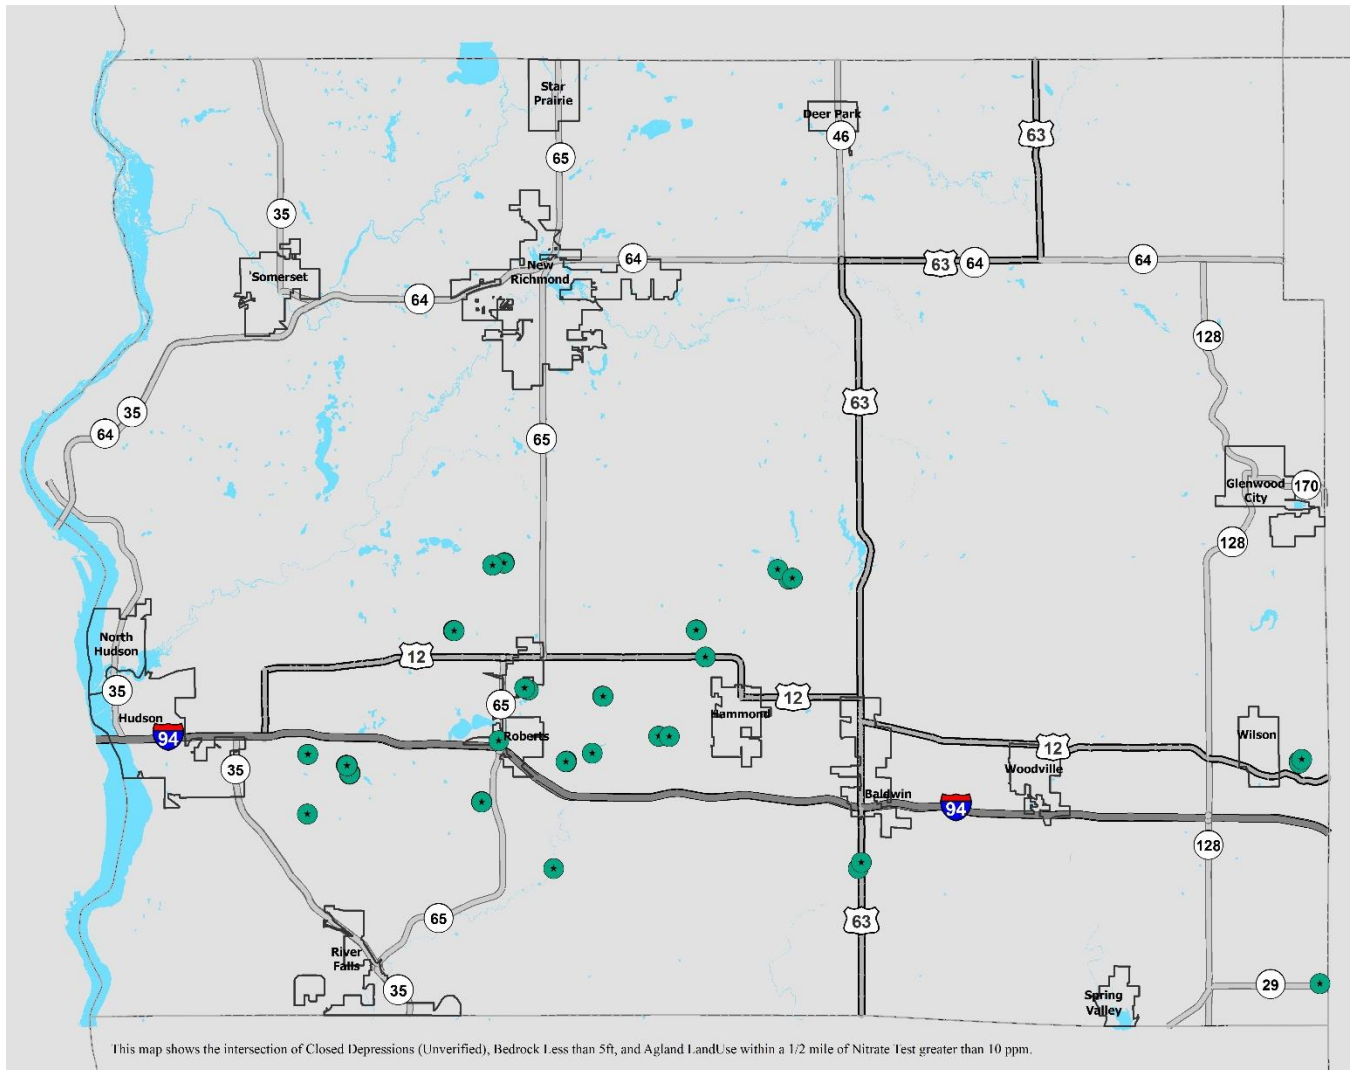 Star
Prairie
Deer Park
46
63
65
35
64
63
64
64
New
Richmond
Somerset
64
128
63
35
64
65
Glenwood
City
170
128
North
Hudson
12
35
65
12
Hammond
Hudson
94
Roberts
12
Wilson
35
Woodville
Baldwin
94
128
65
63
River
Falls
35
29
Spring
Valley
This map shows the intersection of Closed Depressions (Unverified), Bedrock Less than 5ft, and Agland LandUse within a 1/2 mile of Nitrate Test greater than 10 ppm.